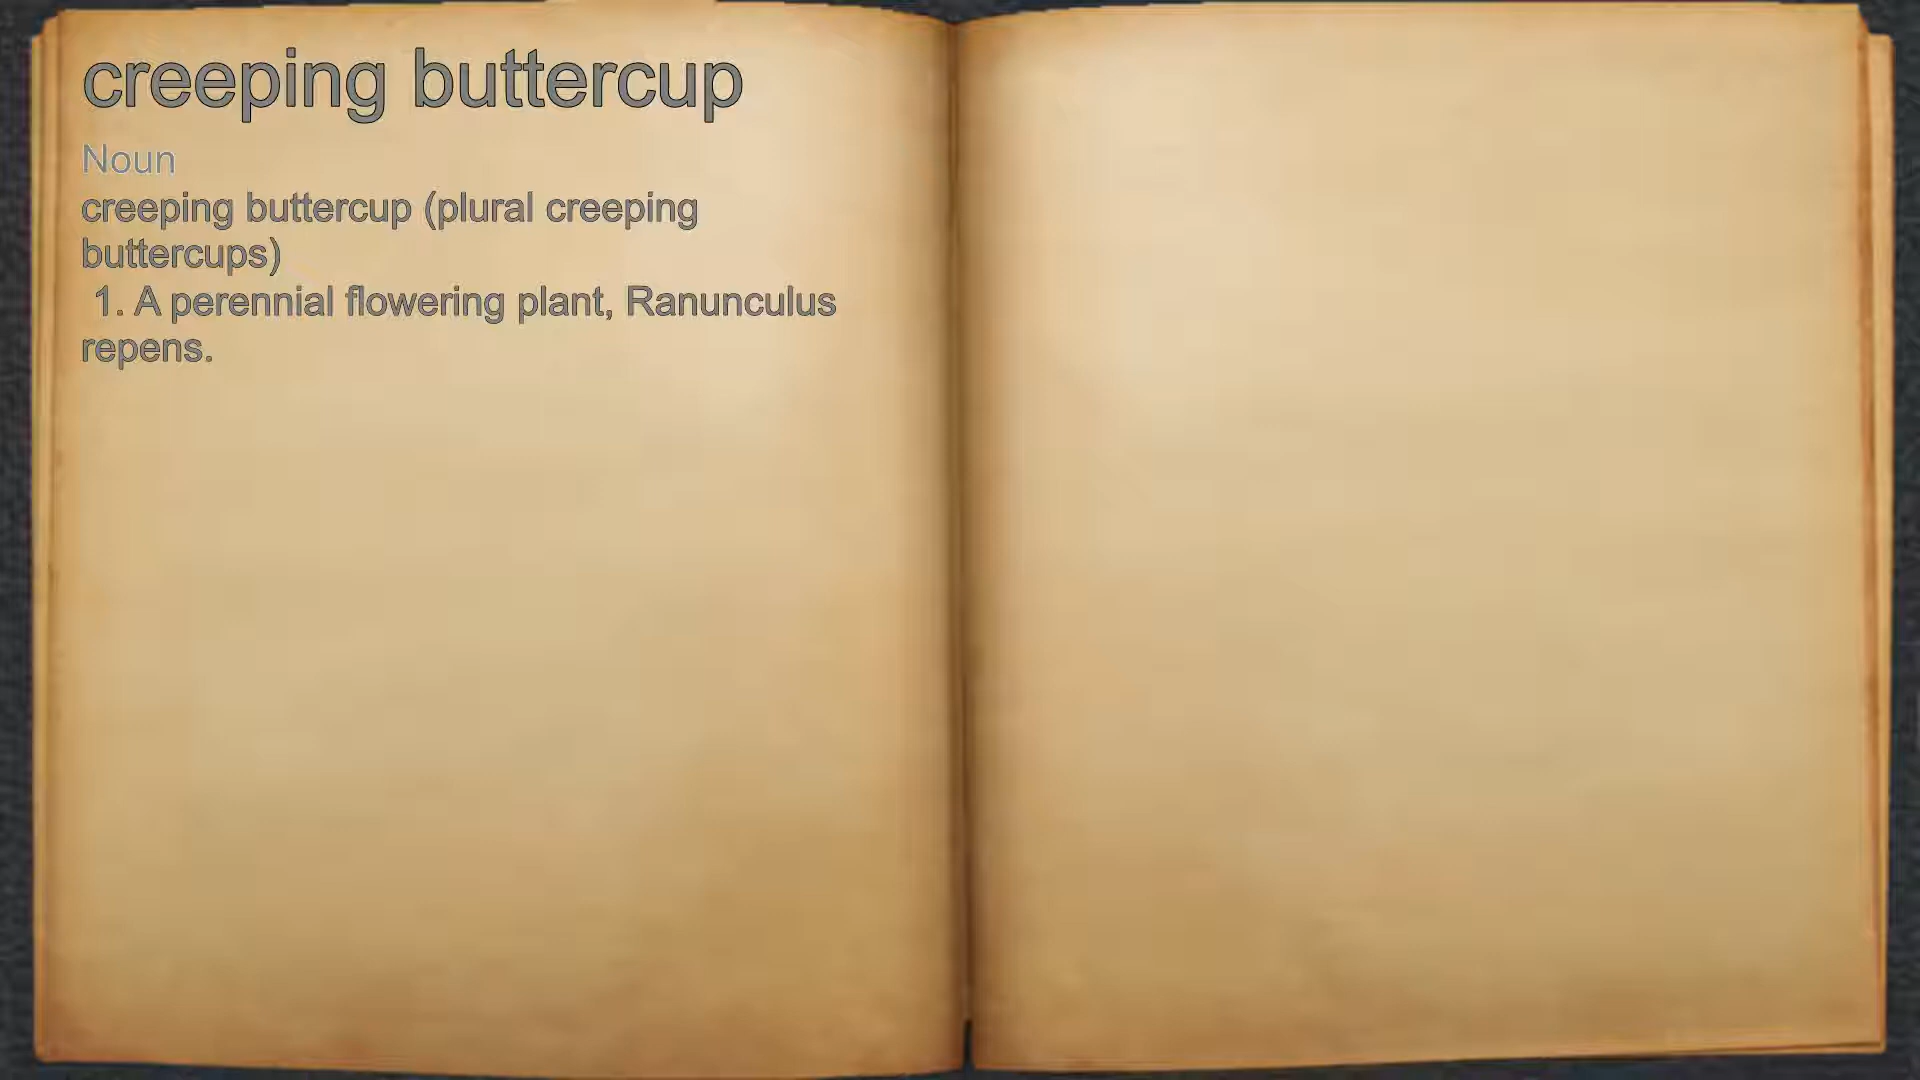 creeping buttercup
Noun
creeping buttercup (plural creeping
buttercups)
1. A perennial flowering plant, Ranunculus
repens.